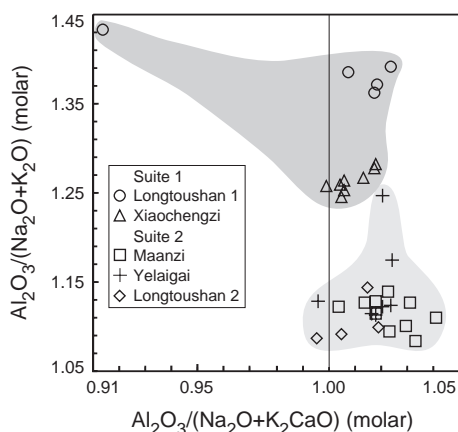 1.45
1.35
1.25
1.15
1.05
Al₂O₃/(Na₂O+K₂O) (molar)
Suite 1
Longtoushan 1
Xiaochengzi
Suite 2
Maanzi
Yelaigai
Longtoushan 2
0.91 0.95 1.00 1.05
Al₂O₃/(Na₂O+K₂CaO) (molar)